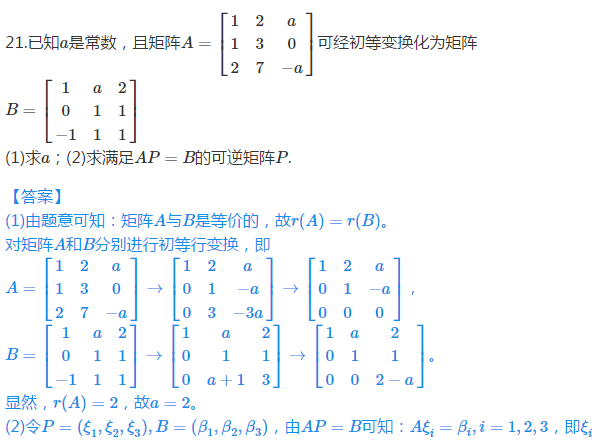 21.已知a是常数，且矩阵A = [1 2 a; 1 3 0; 2 7 −a] 可经初等变换化为矩阵
B = [1 a 2; 0 1 1; −1 1 1]
(1)求a；(2)求满足AP = B的可逆矩阵P.
【答案】
(1)由题意可知：矩阵A与B是等价的，故r(A) = r(B)。
对矩阵A和B分别进行初等行变换，即
A = [1 2 a; 1 3 0; 2 7 −a] → [1 2 a; 0 1 −a; 0 3 −3a] → [1 2 a; 0 1 −a; 0 0 0]，
B = [1 a 2; 0 1 1; −1 1 1] → [1 a 2; 0 1 1; 0 a+1 3] → [1 a 2; 0 1 1; 0 0 2−a]。
显然，r(A) = 2，故a = 2。
(2)令P = (ξ₁, ξ₂, ξ₃), B = (β₁, β₂, β₃)，由AP = B可知：Aξᵢ = βᵢ, i = 1, 2, 3，即ξᵢ